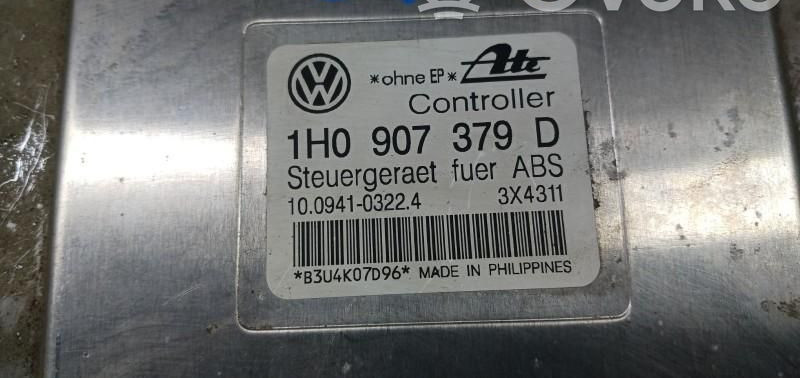 *ohne EP* Ate
Controller
1H0 907 379 D
Steuergeraet fuer ABS
10.0941-0322.4 3X4311
*B3U4K07D96* MADE IN PHILIPPINES